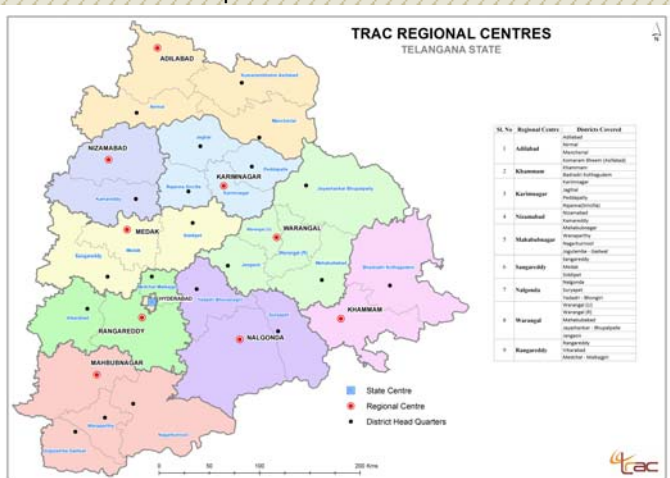 TRAC REGIONAL CENTRES
TELANGANA STATE
N
ADILABAD
Kumarambheem Asifabad
Nirmal
Mancherial
NIZAMABAD
Jagtial
Peddapalle
KARIMNAGAR
Rajanna Sircilla
Karimnagar
Kamareddy
Jayashankar Bhupalpally
MEDAK
Siddipet
Medak
Sangareddy
Warangal (U)
WARANGAL
Warangal (R)
Jangaon
Mahabubabad
Bhadradri Kothagudem
Medchal Malkajgiri
HYDERABAD
Yadadri Bhuvanagiri
Vikarabad
RANGAREDDY
Suryapet
NALGONDA
KHAMMAM
MAHBUBNAGAR
Wanaparthy
Nagarkurnool
Jogulamba Gadwal
Sl. No Regional Centre Districts Covered
1 Adilabad
Adilabad
Nirmal
Mancherial
Komaram Bheem (Asifabad)
2 Khammam
Khammam
Badradri Kothagudem
3 Karimnagar
Karimnagar
Jagtial
Peddapally
Rajanna(Sircilla)
4 Nizamabad
Nizamabad
Kamareddy
5 Mahabubnagar
Mahabubnagar
Wanaparthy
Nagarkurnool
Jogulamba - Gadwal
6 Sangareddy
Sangareddy
Medak
Siddipet
7 Nalgonda
Nalgonda
Suryapet
Yadadri - Bhongiri
8 Warangal
Warangal (U)
Warangal (R)
Mahabubabad
Jayashankar - Bhupalpalle
Jangaon
9 Rangareddy
Rangareddy
Vikarabad
Medchal - Malkajgiri
State Centre
Regional Centre
District Head Quarters
0 50 100 200 Kms
trac